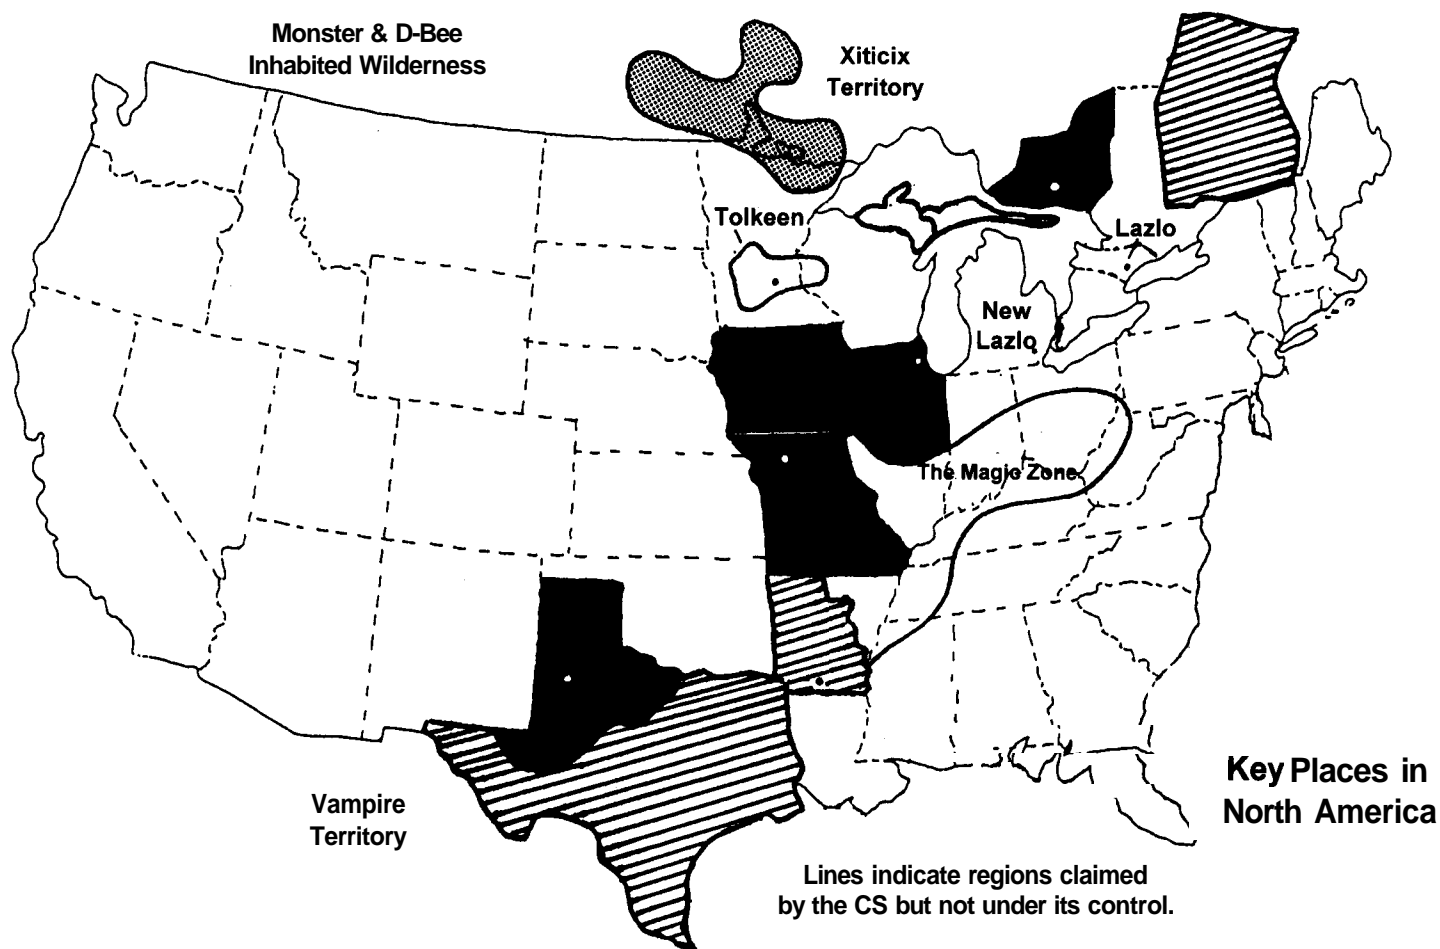 Monster & D-Bee
Inhabited Wilderness
Xiticix
Territory
Tolkeen
Lazlo
New
Lazlo
The Magic Zone
Vampire
Territory
Key Places in
North America
Lines indicate regions claimed
by the CS but not under its control.